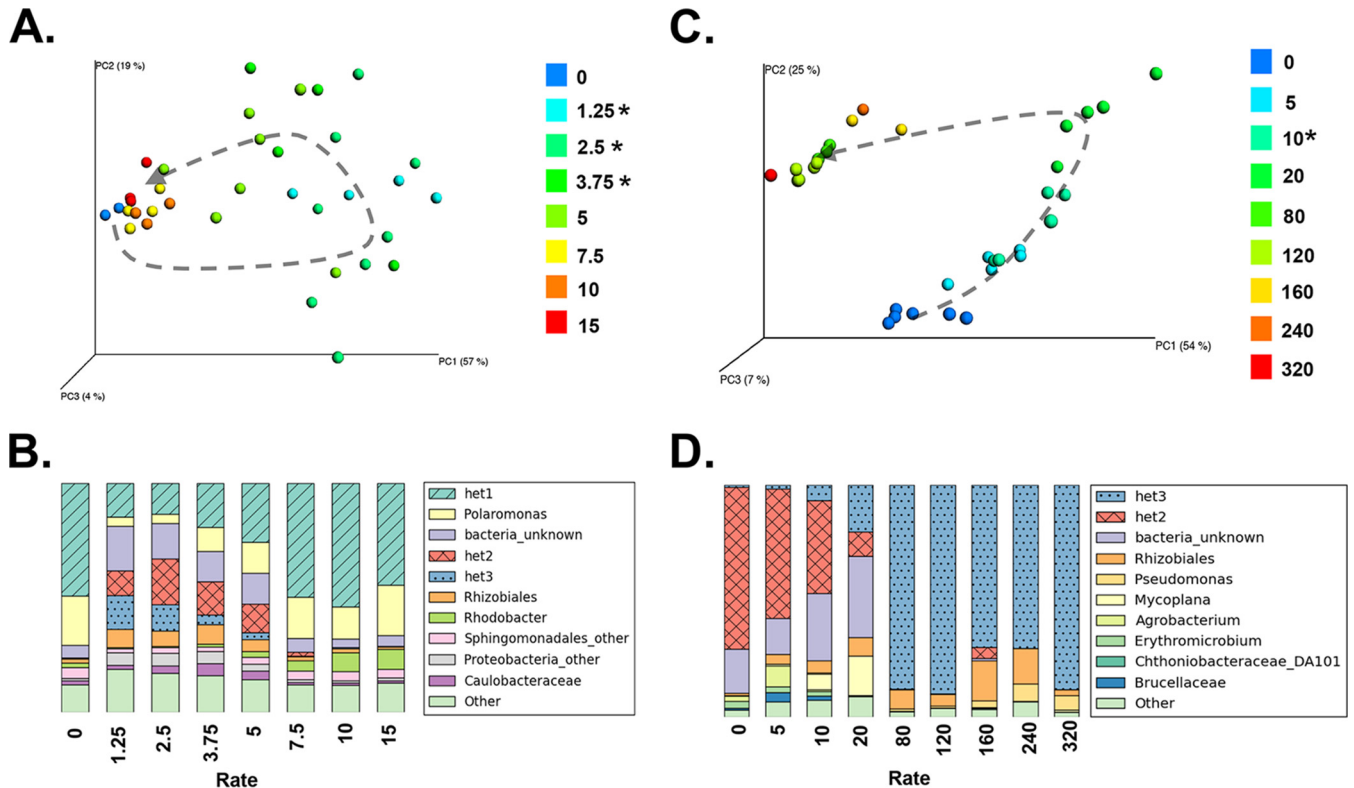 A.
PC2 (19 %)
PC1 (57 %)
PC3 (4 %)
0
1.25*
2.5 *
3.75 *
5
7.5
10
15
C.
PC2 (25 %)
PC1 (54 %)
PC3 (7 %)
0
5
10*
20
80
120
160
240
320
B.
0
1.25
2.5
3.75
5
7.5
10
15
Rate
het1
Polaromonas
bacteria_unknown
het2
het3
Rhizobiales
Rhodobacter
Sphingomonadales_other
Proteobacteria_other
Caulobacteraceae
Other
D.
0
5
10
20
80
120
160
240
320
Rate
het3
het2
bacteria_unknown
Rhizobiales
Pseudomonas
Mycoplana
Agrobacterium
Erythromicrobium
Chthoniobacteraceae_DA101
Brucellaceae
Other